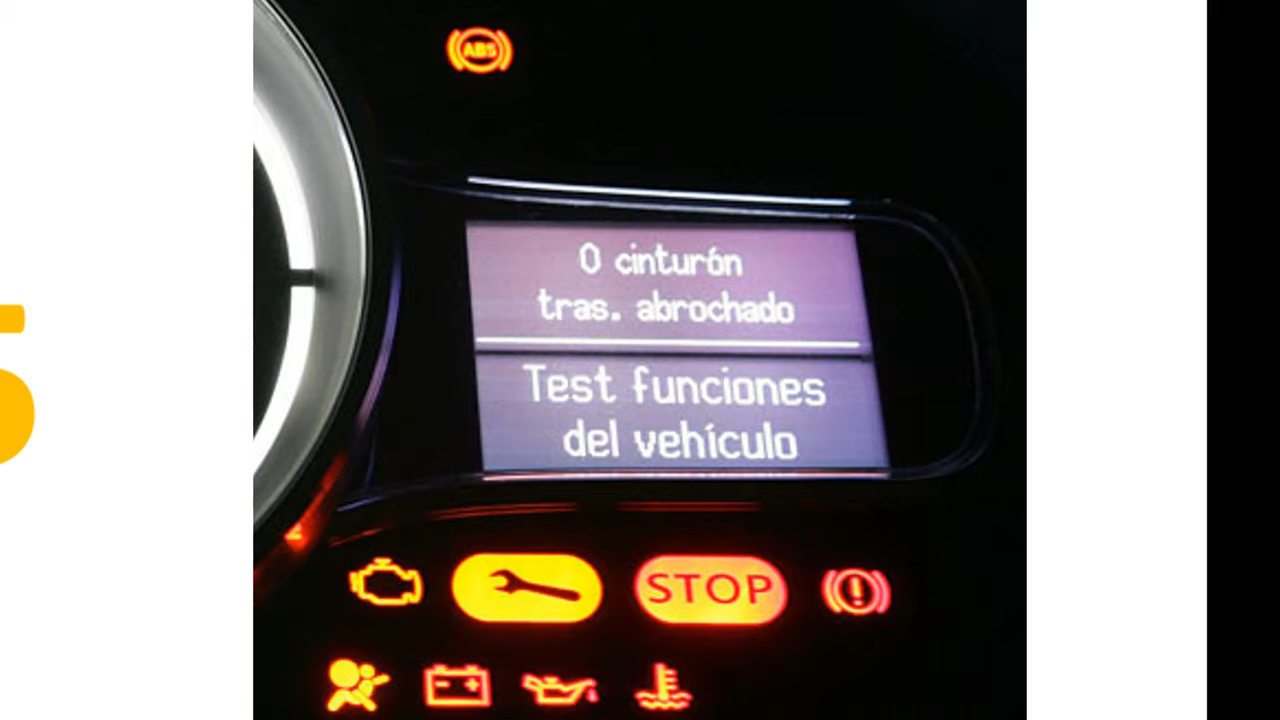 ABS
0 cinturón
tras. abrochado
Test funciones
del vehículo
STOP